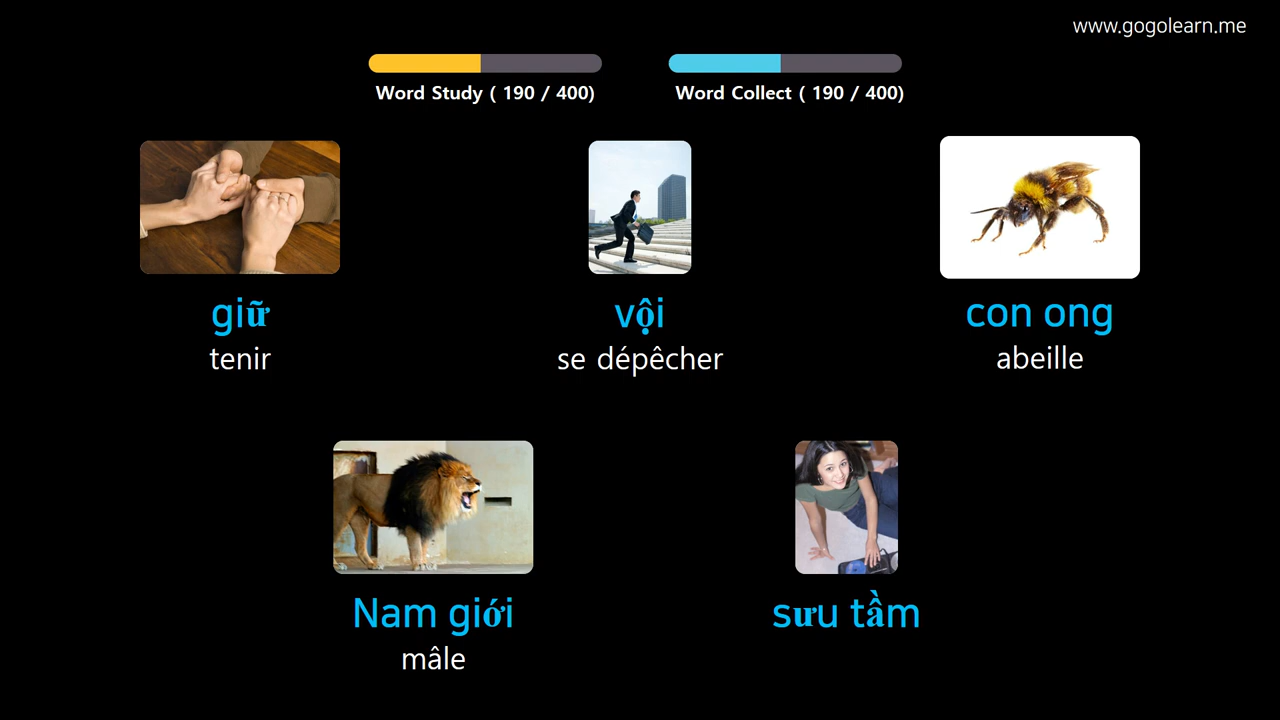 www.gogolearn.me
Word Study ( 190 / 400)
Word Collect ( 190 / 400)
giữ
tenir
vội
se dépêcher
con ong
abeille
Nam giới
mâle
sưu tầm